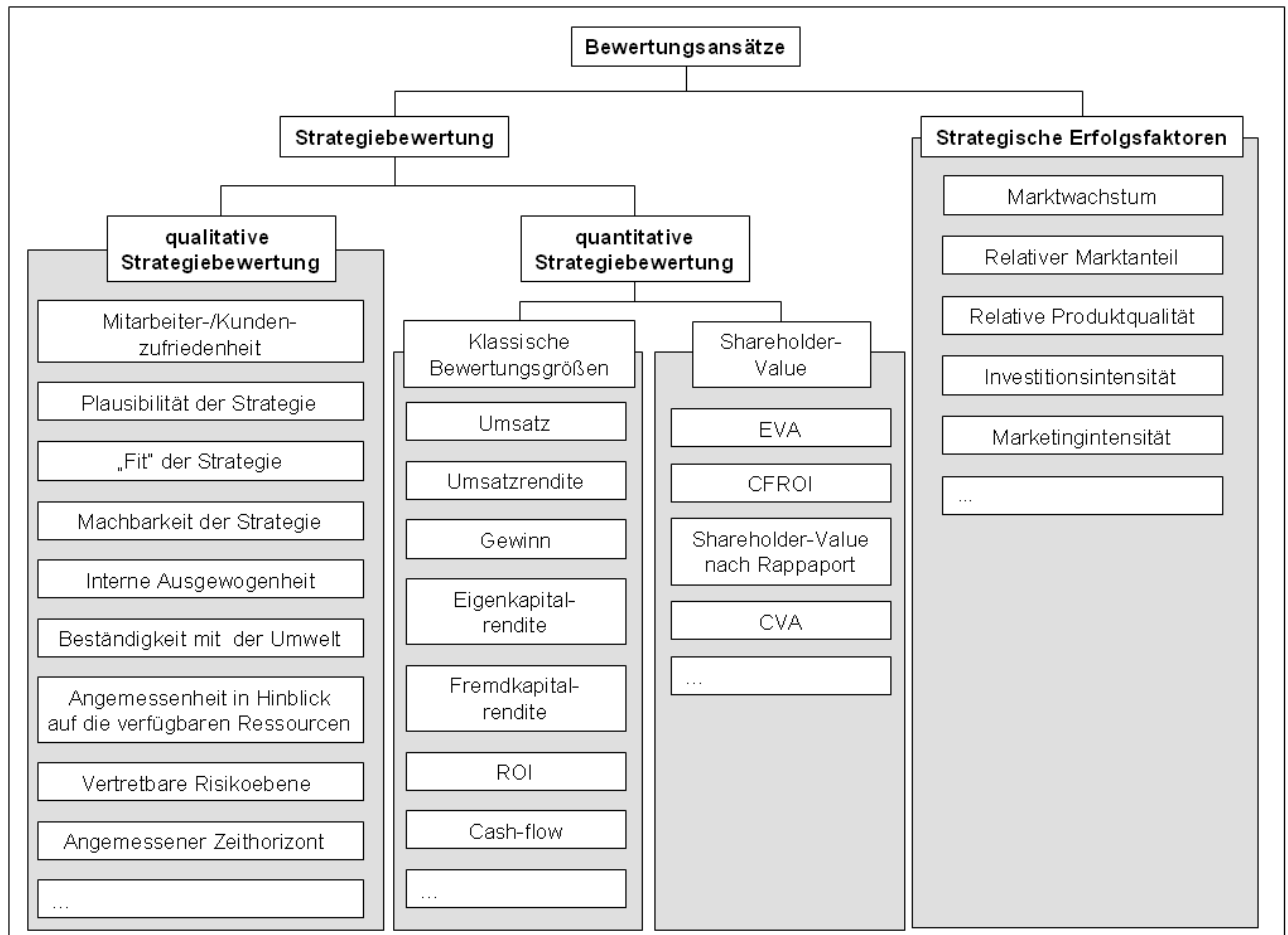 Bewertungsansätze
Strategiebewertung
Strategische Erfolgsfaktoren
qualitative
Strategiebewertung
Mitarbeiter-/Kunden-
zufriedenheit
Plausibilität der Strategie
„Fit“ der Strategie
Machbarkeit der Strategie
Interne Ausgewogenheit
Beständigkeit mit der Umwelt
Angemessenheit in Hinblick
auf die verfügbaren Ressourcen
Vertretbare Risikoebene
Angemessener Zeithorizont
...
quantitative
Strategiebewertung
Klassische
Bewertungsgrößen
Umsatz
Umsatzrendite
Gewinn
Eigenkapital-
rendite
Fremdkapital-
rendite
ROI
Cash-flow
...
Shareholder-
Value
EVA
CFROI
Shareholder-Value
nach Rappaport
CVA
...
Marktwachstum
Relativer Marktanteil
Relative Produktqualität
Investitionsintensität
Marketingintensität
...